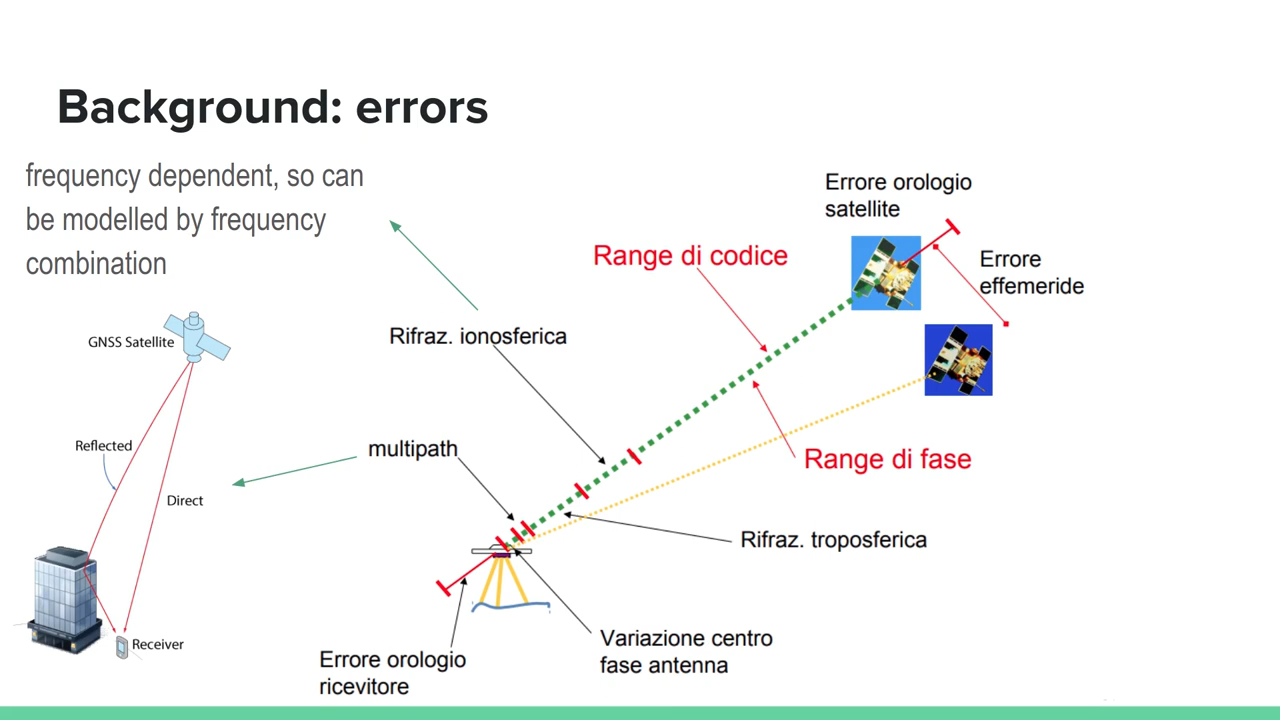 Background: errors
frequency dependent, so can
be modelled by frequency
combination
GNSS Satellite
Reflected
Direct
Receiver
Rifraz. ionosferica
multipath
Errore orologio
ricevitore
Range di codice
Errore orologio
satellite
Errore
effemeride
Range di fase
Rifraz. troposferica
Variazione centro
fase antenna